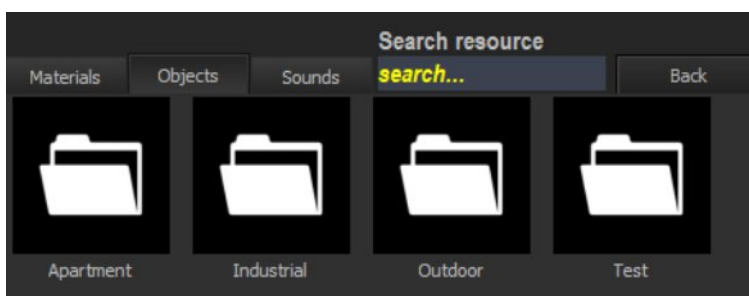 Search resource
Materials Objects Sounds search... Back
Apartment Industrial Outdoor Test